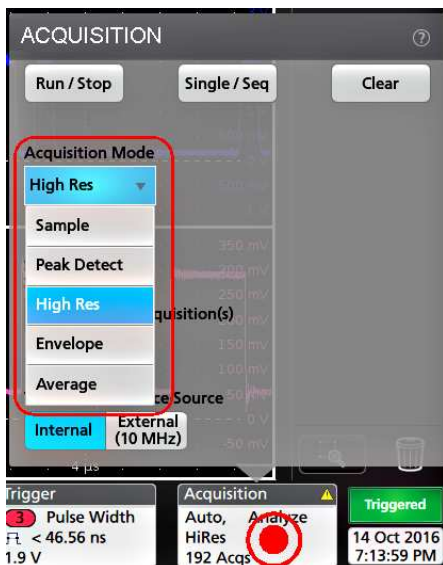 ACQUISITION
?
Run / Stop
Single / Seq
Clear
Acquisition Mode
High Res
Sample
Peak Detect
High Res
quisition(s)
Envelope
Average
ce Source
Internal
External
(10 MHz)
350 mV
300 mV
250 mV
150 mV
-50 mV
4 µs
Trigger
3 Pulse Width
< 46.56 ns
1.9 V
Acquisition
Auto, Analyze
HiRes
192 Acqs
Triggered
14 Oct 2016
7:13:59 PM